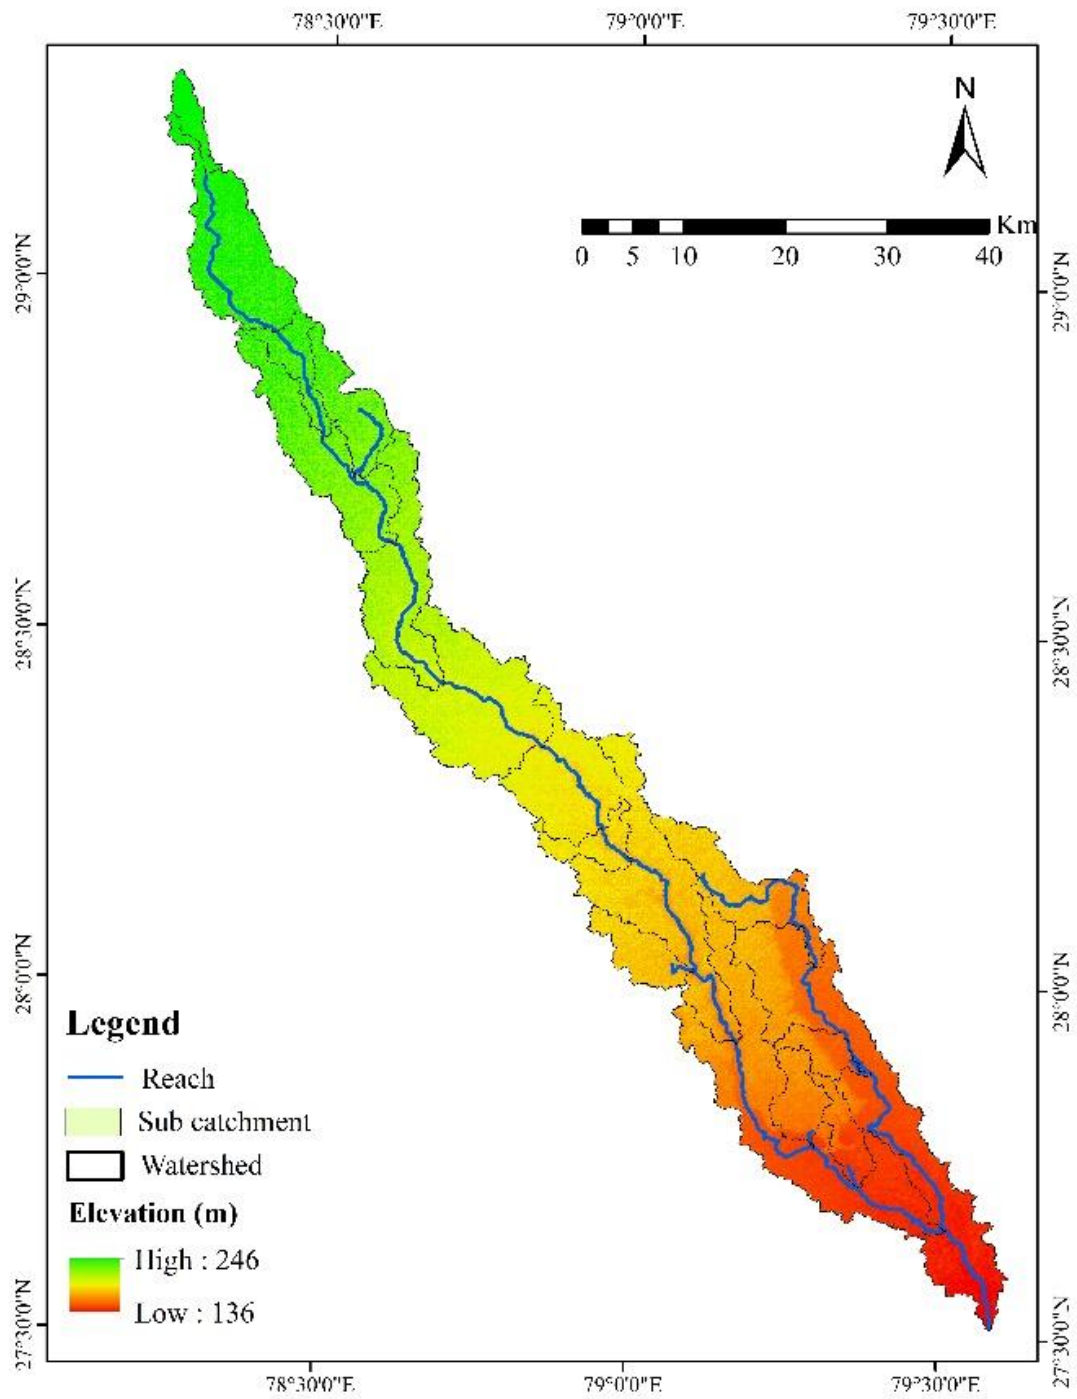 78°30'0"E 79°0'0"E 79°30'0"E
N
Km
0 5 10 20 30 40
29°0'0"N
29°0'0"N
28°30'0"N
28°30'0"N
28°0'0"N
28°0'0"N
Legend
Reach
Sub catchment
Watershed
Elevation (m)
High : 246
Low : 136
27°30'0"N
27°30'0"N
78°30'0"E 79°0'0"E 79°30'0"E